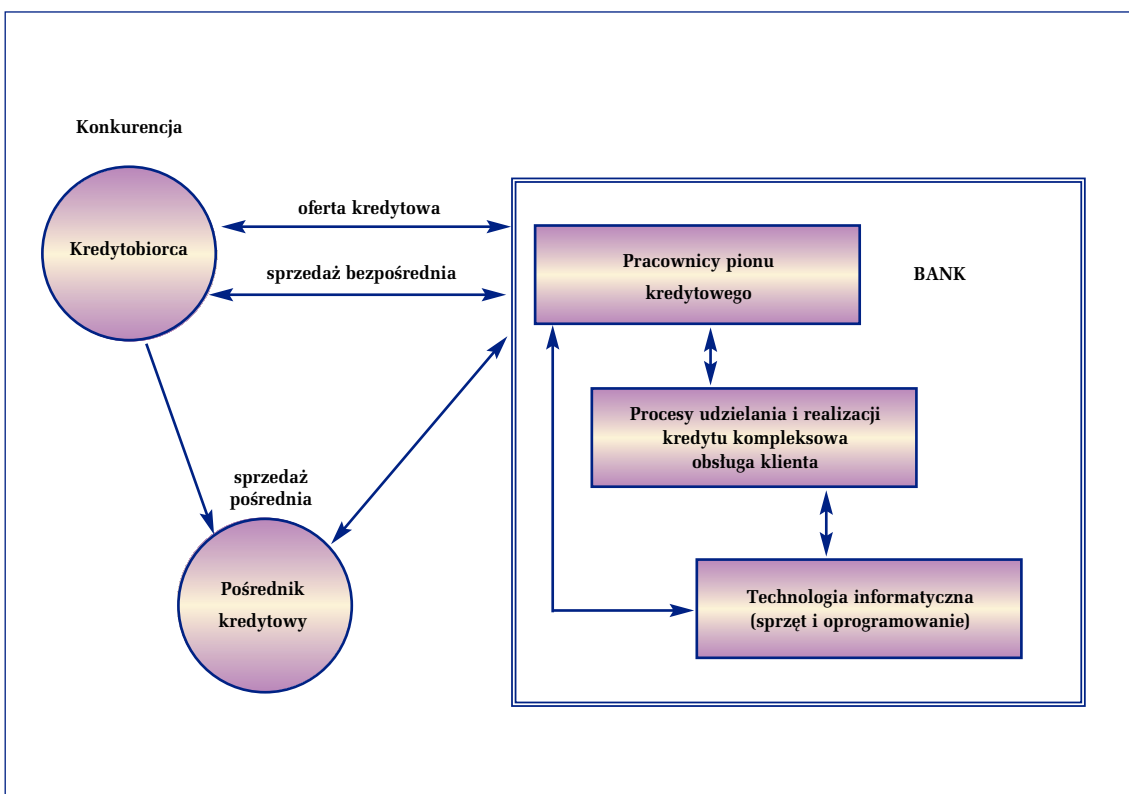 Konkurencja
Kredytobiorca
oferta kredytowa
sprzedaż bezpośrednia
sprzedaż
pośrednia
Pośrednik
kredytowy
BANK
Pracownicy pionu
kredytowego
Procesy udzielania i realizacji
kredytu kompleksowa
obsługa klienta
Technologia informatyczna
(sprzęt i oprogramowanie)